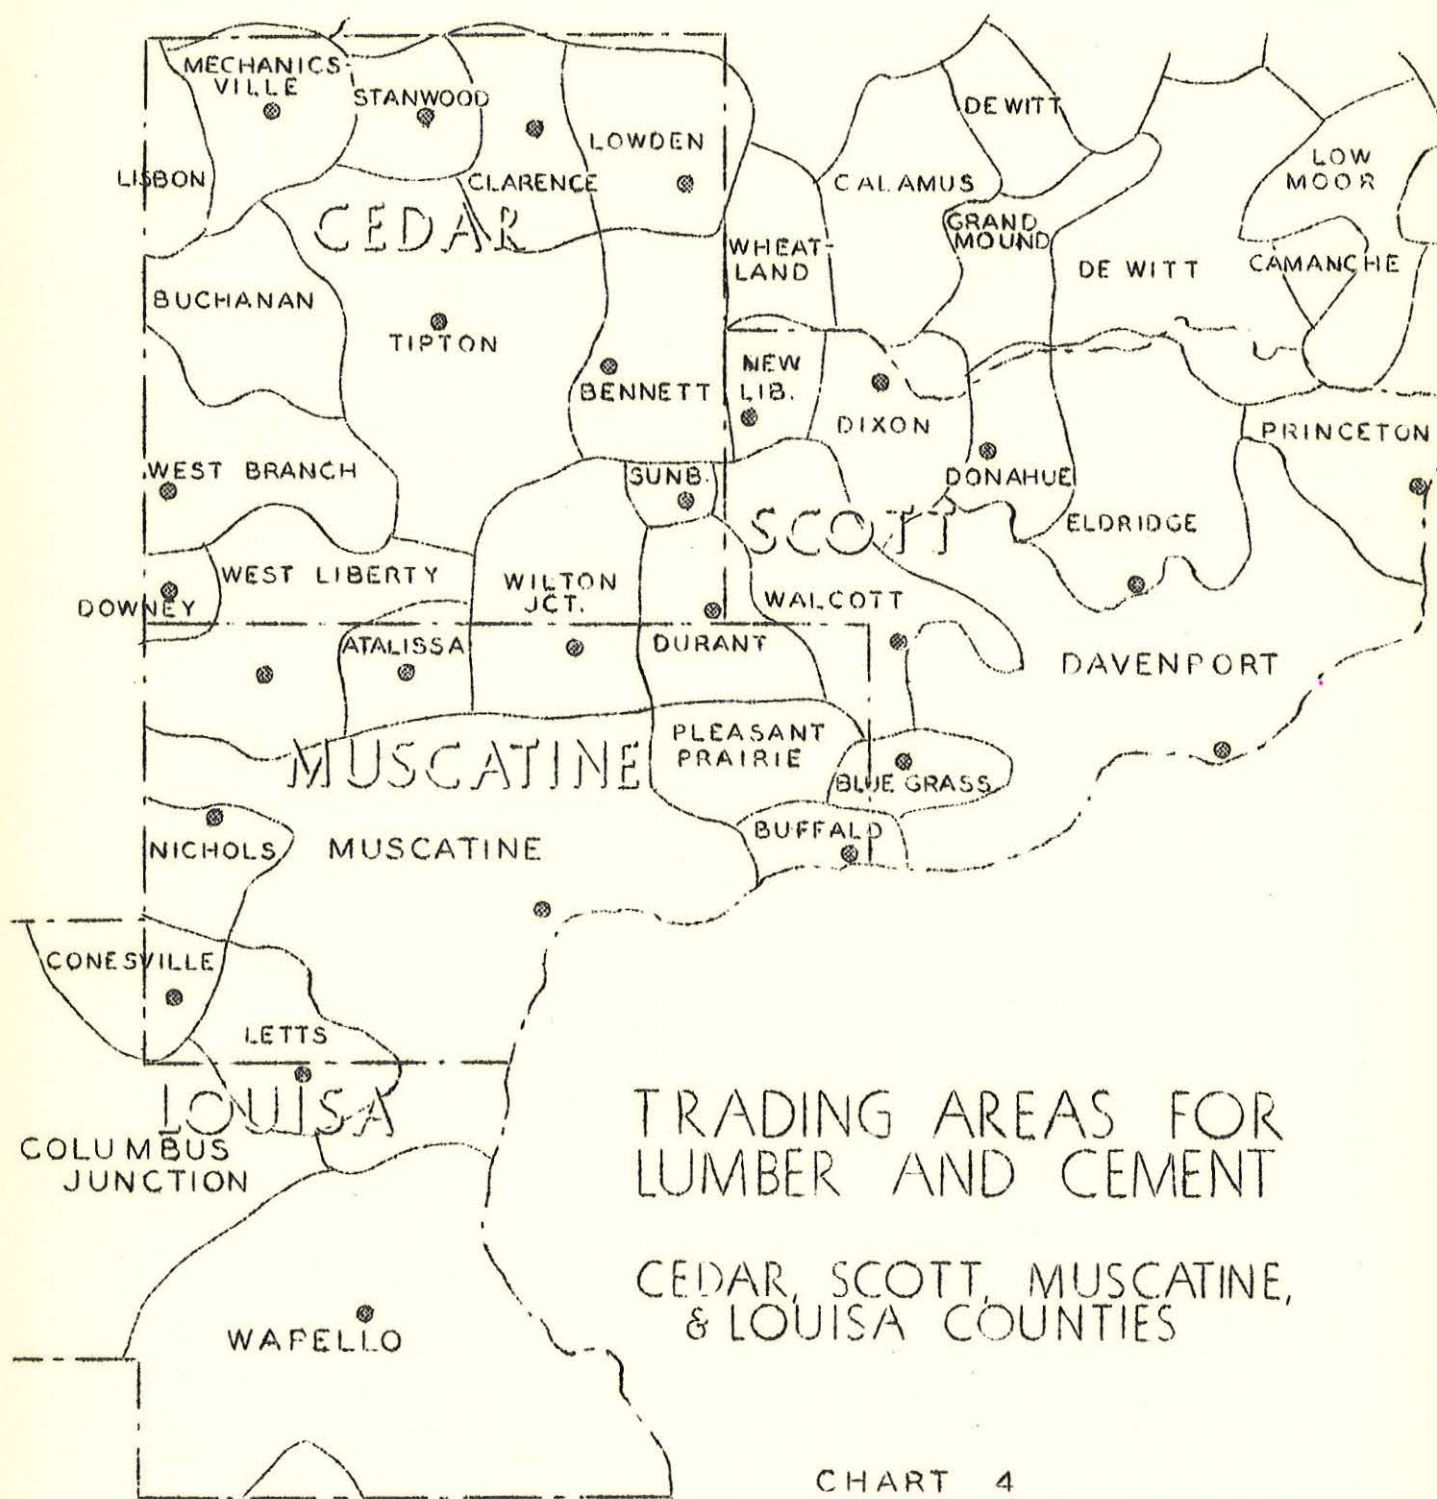 MECHANICS-
VILLE
STANWOOD
DE WITT
LOWDEN
LOW
MOOR
LISBON
CLARENCE
CALAMUS
CEDAR
GRAND
MOUND
WHEAT-
LAND
DE WITT
CAMANCHE
BUCHANAN
TIPTON
NEW
LIB.
BENNETT
DIXON
PRINCETON
WEST BRANCH
SUNB.
DONAHUE
SCOTT
ELDRIDGE
WEST LIBERTY
WILTON
JCT.
DOWNEY
WALCOTT
ATALISSA
DURANT
DAVENPORT
PLEASANT
PRAIRIE
MUSCATINE
BLUE GRASS
BUFFALO
NICHOLS
MUSCATINE
CONESVILLE
LETTS
LOUISA
COLUMBUS
JUNCTION
TRADING AREAS FOR
LUMBER AND CEMENT
CEDAR, SCOTT, MUSCATINE,
& LOUISA COUNTIES
WAPELLO
CHART 4